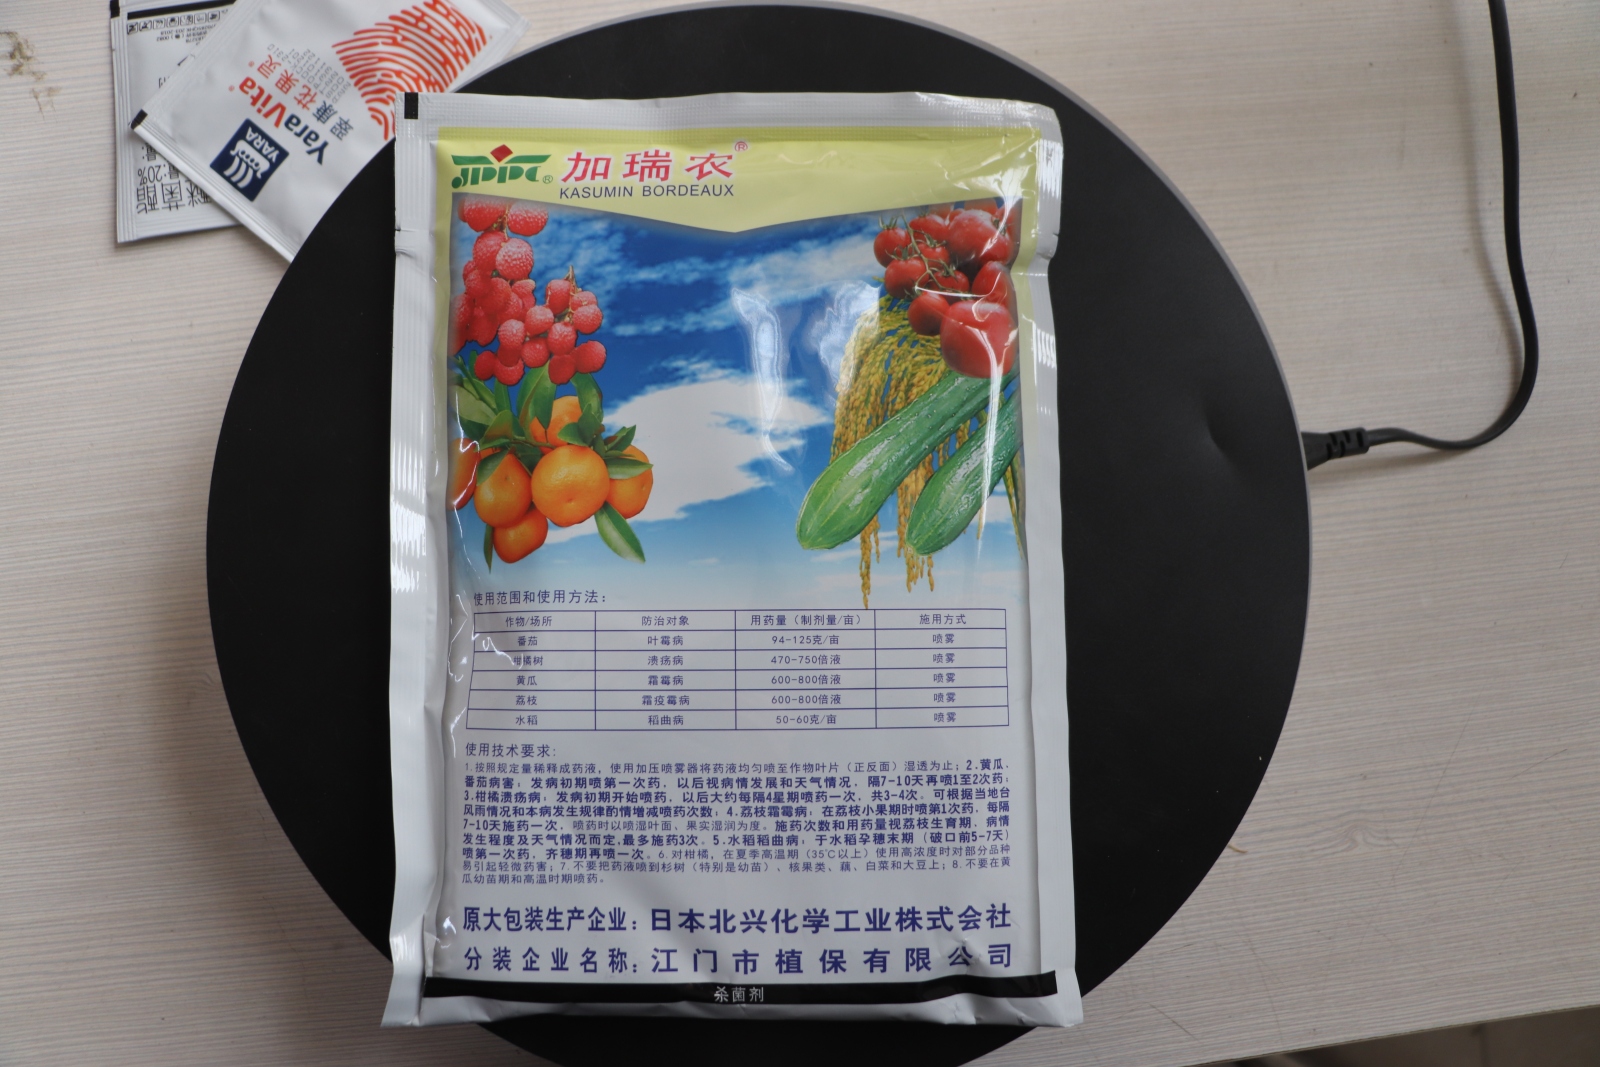 YARA
YaraVita
花果灵
:20%
JPPC® 加瑞农®
KASUMIN BORDEAUX
使用范围和使用方法：
作物/场所 防治对象 用药量（制剂量/亩） 施用方式
番茄 叶霉病 94-125克/亩 喷雾
柑橘树 溃疡病 470-750倍液 喷雾
黄瓜 霜霉病 600-800倍液 喷雾
荔枝 霜疫霉病 600-800倍液 喷雾
水稻 稻曲病 50-60克/亩 喷雾
使用技术要求：
1.按照规定量稀释成药液，使用加压喷雾器将药液均匀喷至作物叶片（正反面）湿透为止；2.黄瓜、
番茄病害：发病初期喷第一次药，以后视病情发展和天气情况，隔7-10天再喷1至2次药；
3.柑橘溃疡病：发病初期开始喷药，以后大约每隔4星期喷药一次，共3-4次。可根据当地台
风雨情况和本病发生规律酌情增减喷药次数；4.荔枝霜霉病：在荔枝小果期时喷第1次药，每隔
7-10天施药一次，喷药时以喷湿叶面、果实湿润为度。施药次数和用药量视荔枝生育期、病情
发生程度及天气情况而定，最多施药3次。5.水稻稻曲病：于水稻孕穗末期（破口前5-7天）
喷第一次药，齐穗期再喷一次。6.对柑橘，在夏季高温期（35℃以上）使用高浓度时对部分品种
易引起轻微药害；7.不要把药液喷到杉树（特别是幼苗）、核果类、藕、白菜和大豆上；8.不要在黄
瓜幼苗期和高温时期喷药。
原大包装生产企业：日本北兴化学工业株式会社
分装企业名称：江门市植保有限公司
杀菌剂